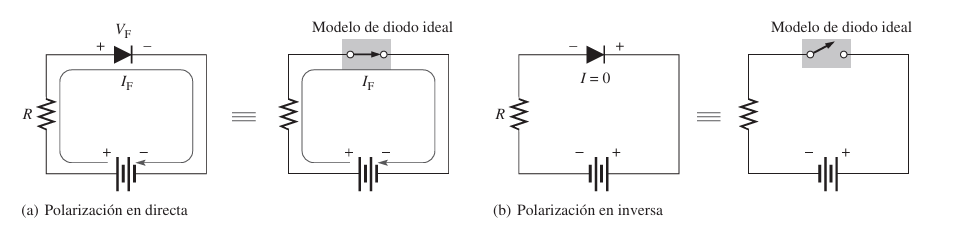 V_F
+ −
I_F
R
+ −
Modelo de diodo ideal
I_F
+ −
(a) Polarización en directa
− +
I = 0
R
− +
Modelo de diodo ideal
− +
(b) Polarización en inversa